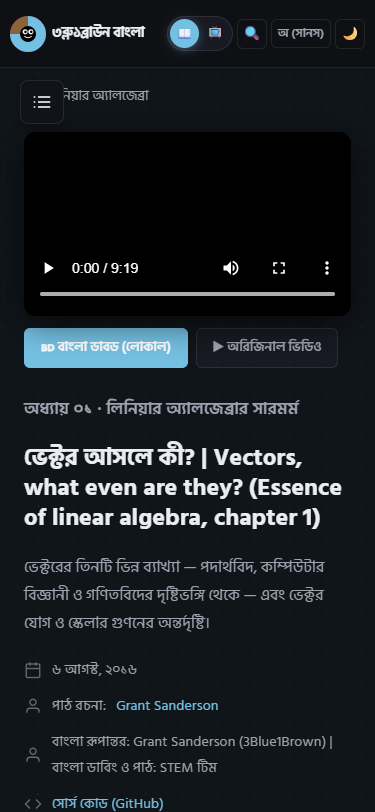 ৩ব্লু১ব্রাউন বাংলা
অ (সানস)
নিয়ার অ্যালজেব্রা
0:00 / 9:19
BD বাংলা ডাবড (লোকাল)
▶ অরিজিনাল ভিডিও
অধ্যায় ০১ · লিনিয়ার অ্যালজেব্রার সারমর্ম
ভেক্টর আসলে কী? | Vectors,
what even are they? (Essence
of linear algebra, chapter 1)
ভেক্টরের তিনটি ভিন্ন ব্যাখ্যা — পদার্থবিদ, কম্পিউটার
বিজ্ঞানী ও গণিতবিদের দৃষ্টিভঙ্গি থেকে — এবং ভেক্টর
যোগ ও স্কেলার গুণনের অন্তর্দৃষ্টি।
৬ আগস্ট, ২০১৬
পাঠ রচনা: Grant Sanderson
বাংলা রূপান্তর: Grant Sanderson (3Blue1Brown) |
বাংলা ডাবিং ও পাঠ: STEM টিম
সোর্স কোড (GitHub)